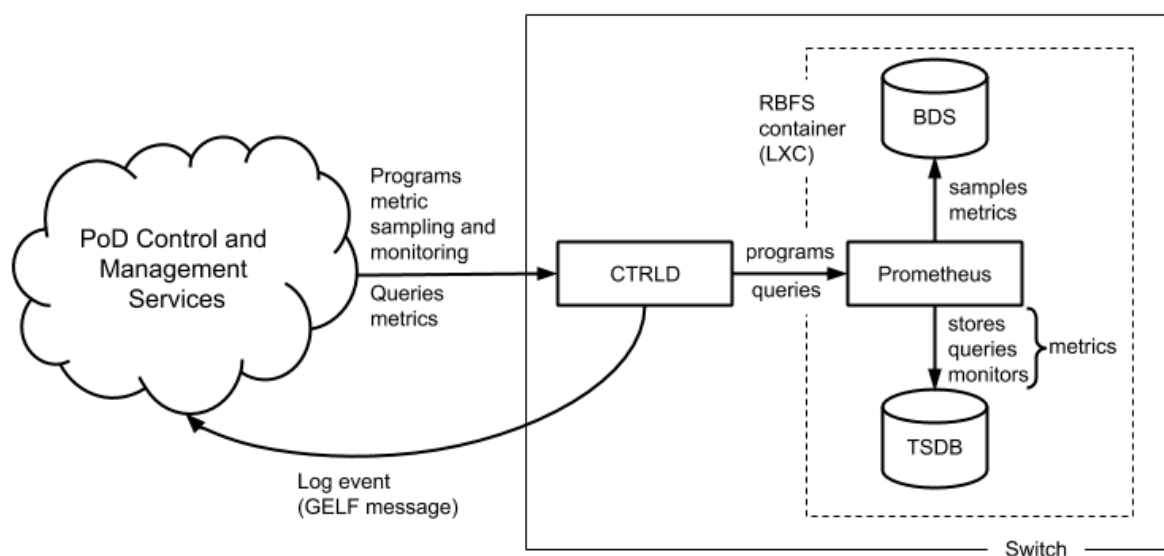 PoD Control and
Management
Services
Programs
metric
sampling and
monitoring
Queries
metrics
Log event
(GELF message)
CTRLD
programs
queries
RBFS
container
(LXC)
BDS
samples
metrics
Prometheus
stores
queries
monitors
metrics
TSDB
Switch